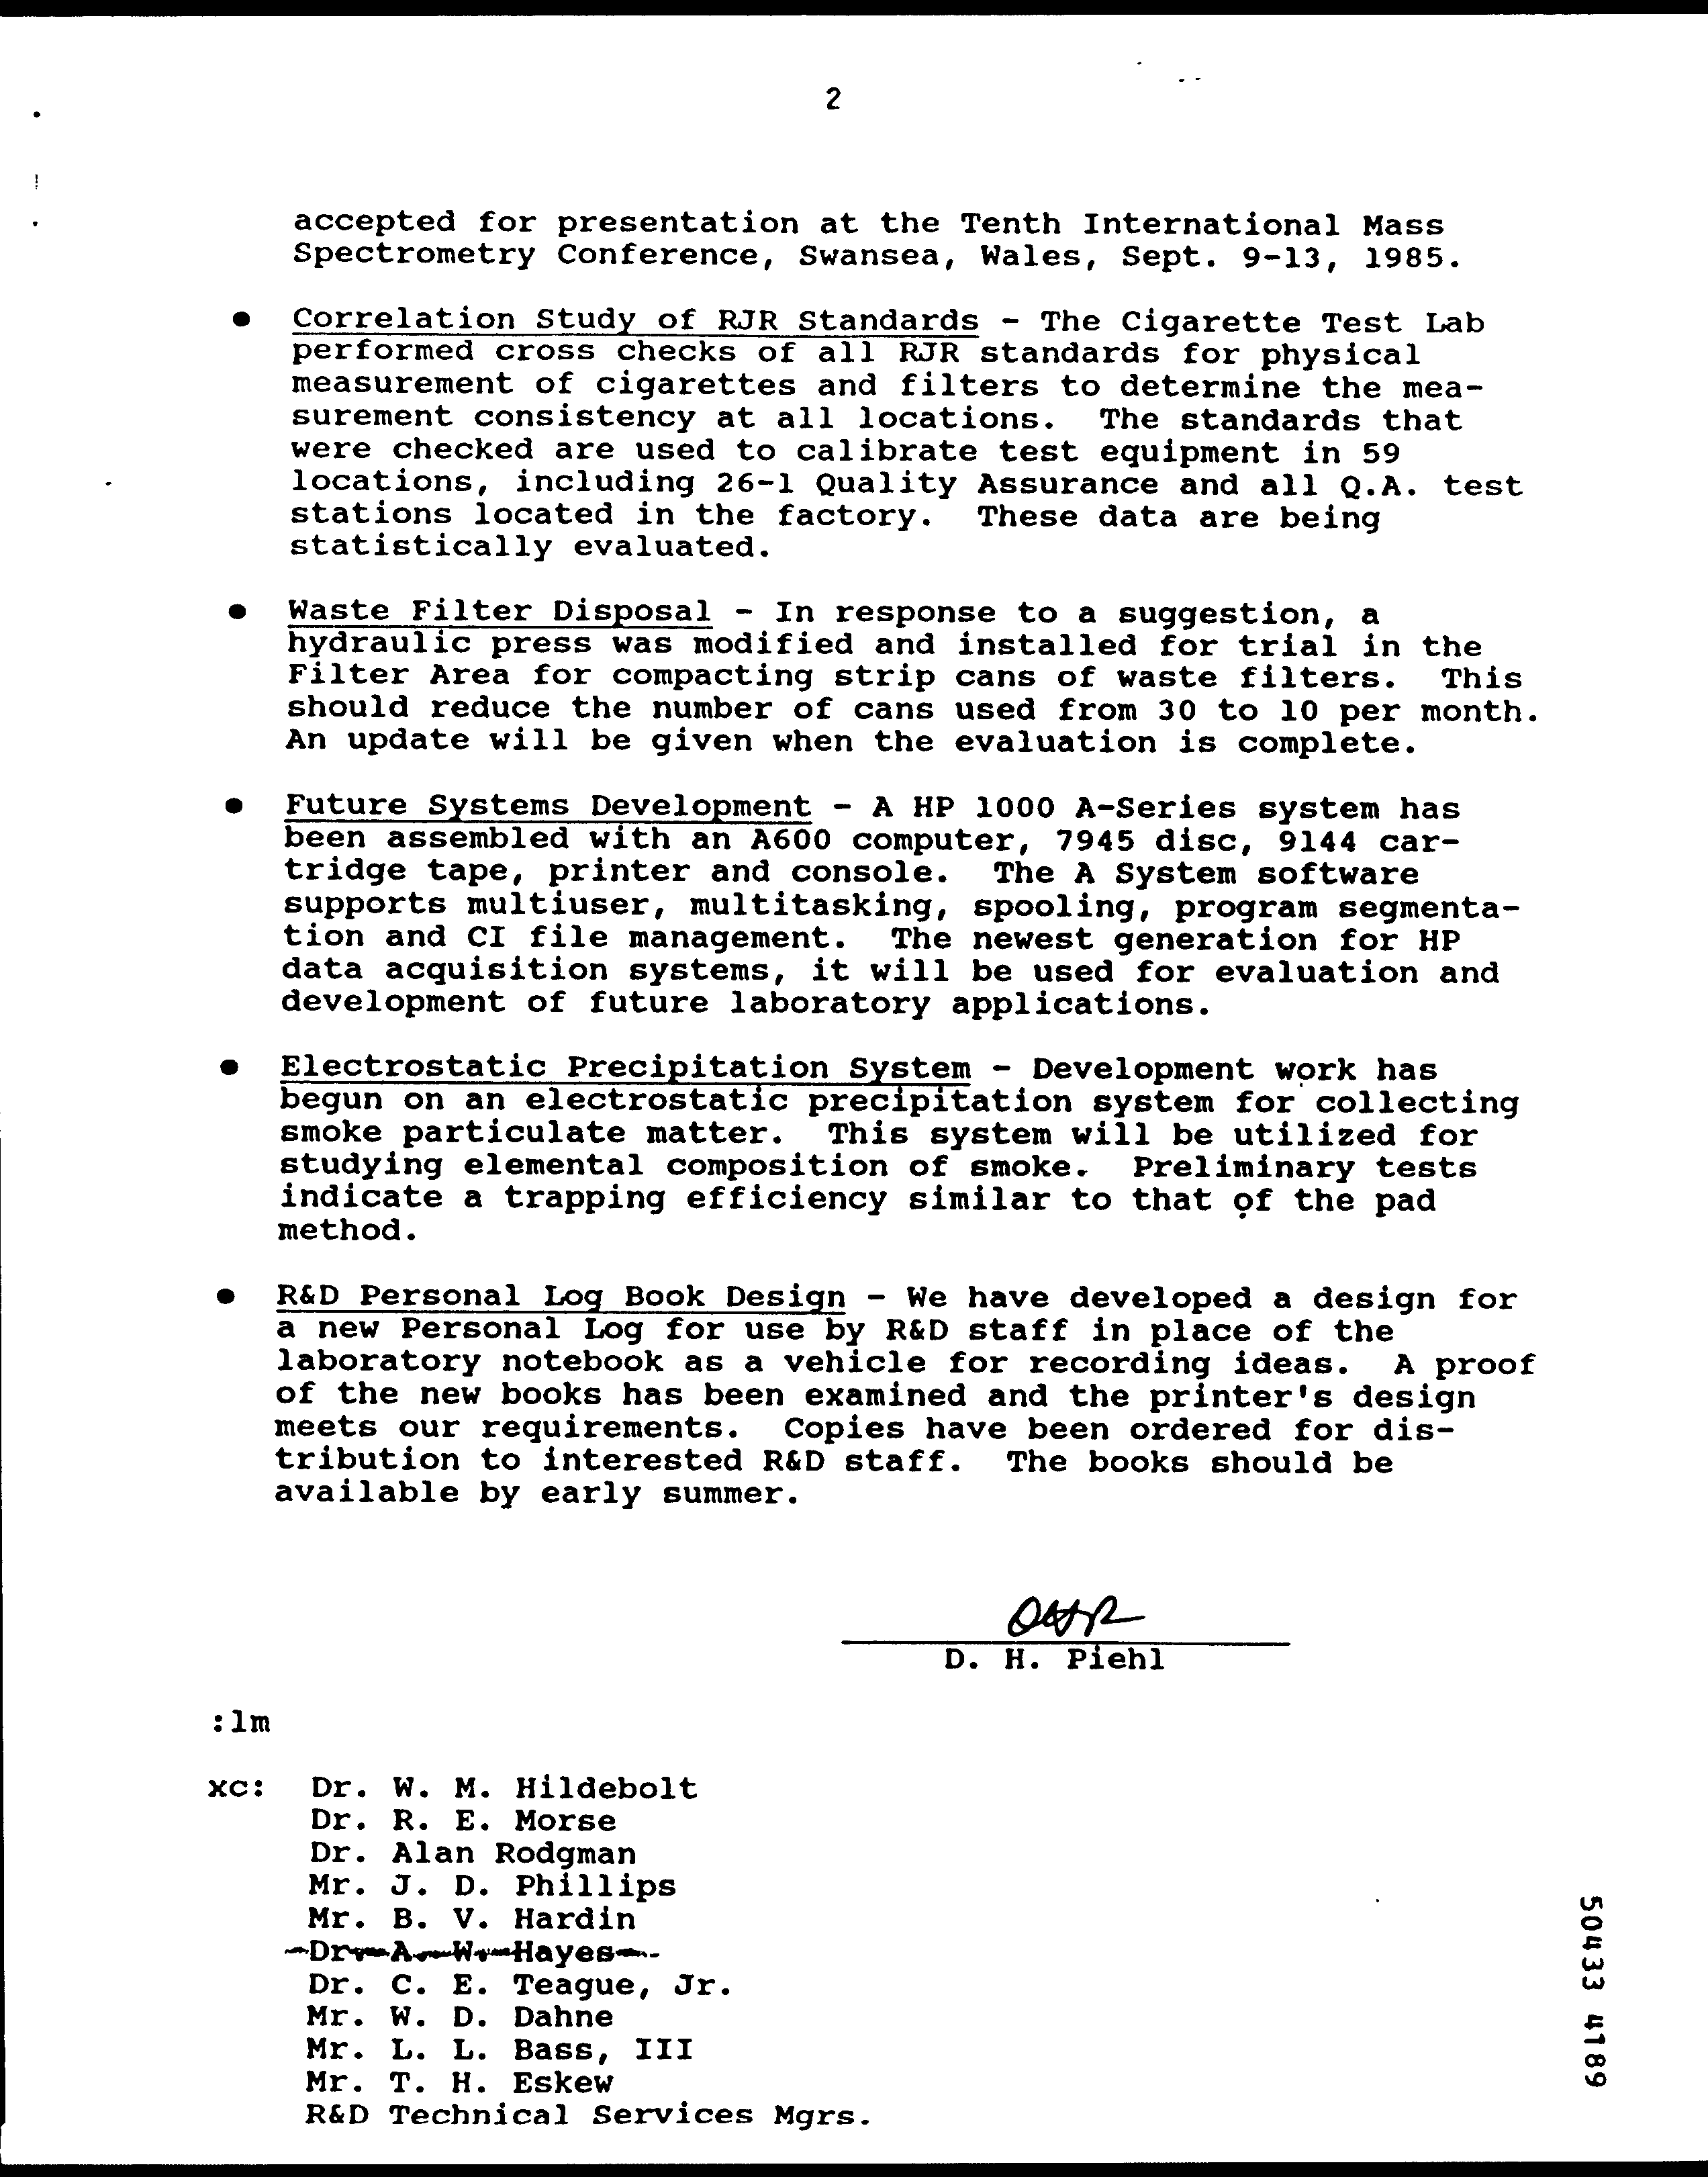 2
accepted for presentation at the Tenth International Mass
Spectrometry Conference, Swansea, Wales, Sept. 9-13, 1985.
● Correlation Study of RJR Standards - The Cigarette Test Lab
performed cross checks of all RJR standards for physical
measurement of cigarettes and filters to determine the mea-
surement consistency at all locations. The standards that
were checked are used to calibrate test equipment in 59
locations, including 26-1 Quality Assurance and all Q.A. test
stations located in the factory. These data are being
statistically evaluated.
● Waste Filter Disposal - In response to a suggestion, a
hydraulic press was modified and installed for trial in the
Filter Area for compacting strip cans of waste filters. This
should reduce the number of cans used from 30 to 10 per month.
An update will be given when the evaluation is complete.
● Future Systems Development - A HP 1000 A-Series system has
been assembled with an A600 computer, 7945 disc, 9144 car-
tridge tape, printer and console. The A System software
supports multiuser, multitasking, spooling, program segmenta-
tion and CI file management. The newest generation for HP
data acquisition systems, it will be used for evaluation and
development of future laboratory applications.
● Electrostatic Precipitation System - Development work has
begun on an electrostatic precipitation system for collecting
smoke particulate matter. This system will be utilized for
studying elemental composition of smoke. Preliminary tests
indicate a trapping efficiency similar to that of the pad
method.
● R&D Personal Log Book Design - We have developed a design for
a new Personal Log for use by R&D staff in place of the
laboratory notebook as a vehicle for recording ideas. A proof
of the new books has been examined and the printer's design
meets our requirements. Copies have been ordered for dis-
tribution to interested R&D staff. The books should be
available by early summer.
D. H. Piehl
:lm
xc: Dr. W. M. Hildebolt
Dr. R. E. Morse
Dr. Alan Rodgman
Mr. J. D. Phillips
Mr. B. V. Hardin
Dr. A. W. Hayes
Dr. C. E. Teague, Jr.
Mr. W. D. Dahne
Mr. L. L. Bass, III
Mr. T. H. Eskew
R&D Technical Services Mgrs.
50433 4189